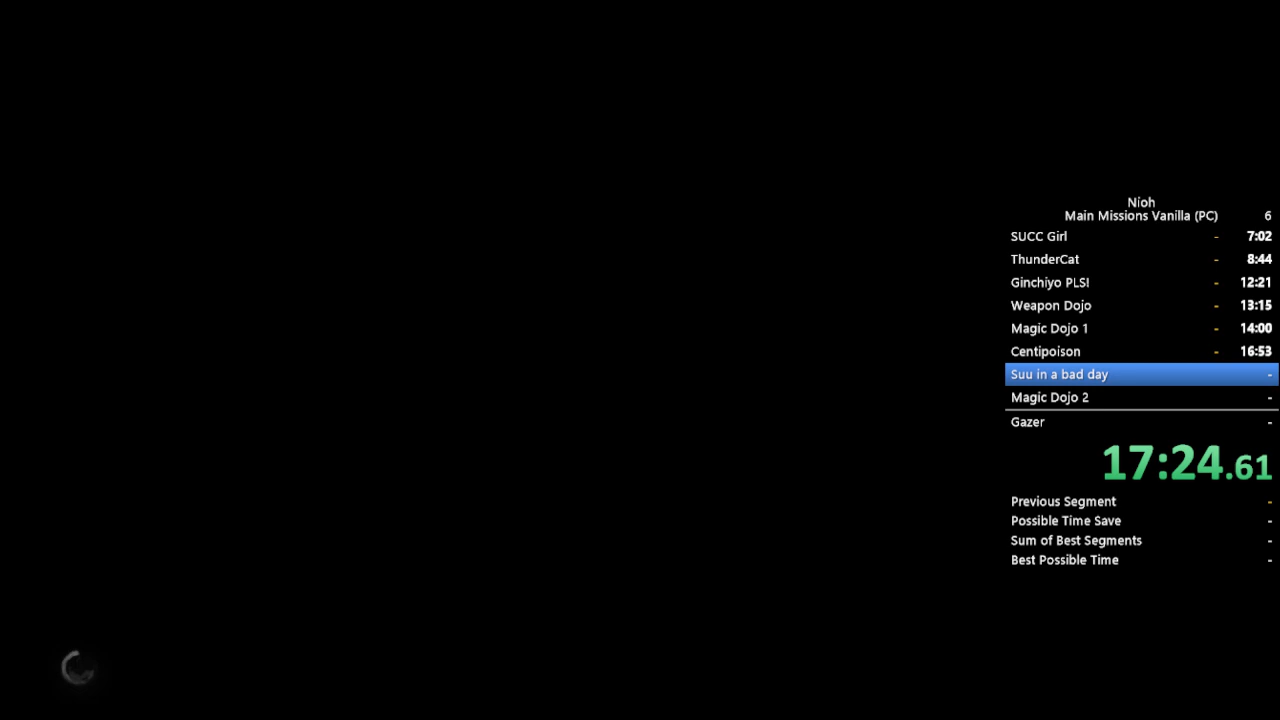 Nioh
Main Missions Vanilla (PC) 6
SUCC Girl - 7:02
ThunderCat - 8:44
Ginchiyo PLS! - 12:21
Weapon Dojo - 13:15
Magic Dojo 1 - 14:00
Centipoison - 16:53
Suu in a bad day -
Magic Dojo 2 -
Gazer -
17:24.61
Previous Segment -
Possible Time Save -
Sum of Best Segments -
Best Possible Time -